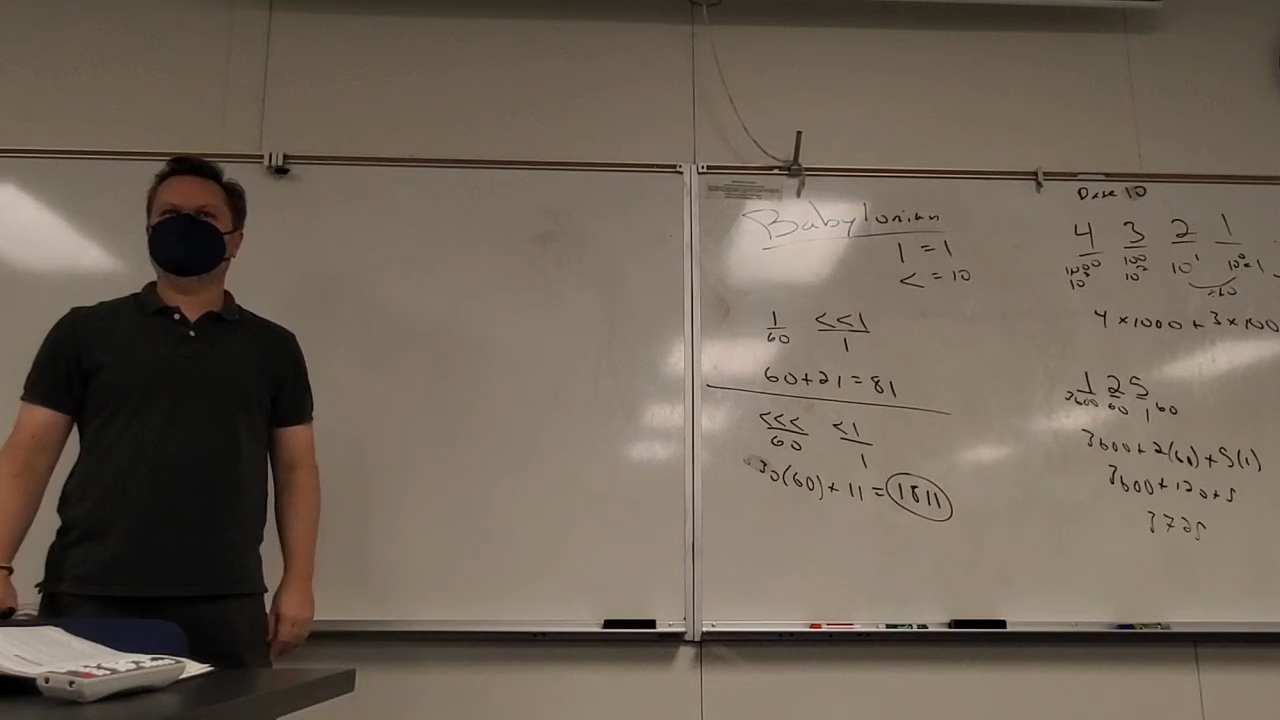 Babylonian
1 = 1
< = 10
1 <<1
60 1
60+21=81
<<< <1
60 1
30(60)+11=1811
Base 10
4 3 2 1
1000 100 10¹ 10⁰=1
10³ 10²
÷10
4×1000+3×100
1 2 5
3600 60 1 60
3600+2(60)+5(1)
3600+120+5
3725